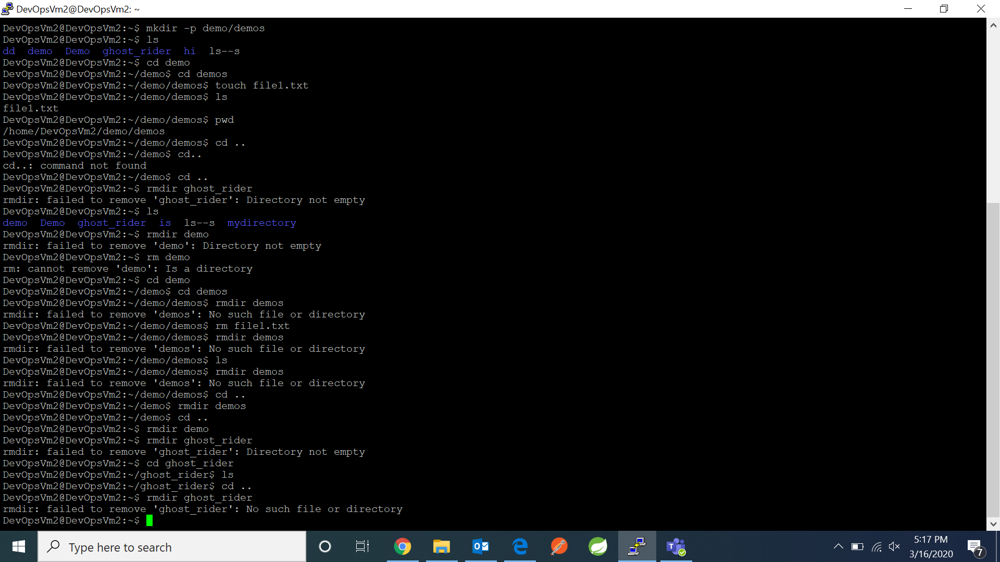 DevOpsVm2@DevOpsVm2: ~
DevOpsVm2@DevOpsVm2:~$ mkdir -p demo/demos
DevOpsVm2@DevOpsVm2:~$ ls
dd  demo  Demo  ghost_rider  hi  ls--s
DevOpsVm2@DevOpsVm2:~$ cd demo
DevOpsVm2@DevOpsVm2:~/demo$ cd demos
DevOpsVm2@DevOpsVm2:~/demo/demos$ touch file1.txt
DevOpsVm2@DevOpsVm2:~/demo/demos$ ls
file1.txt
DevOpsVm2@DevOpsVm2:~/demo/demos$ pwd
/home/DevOpsVm2/demo/demos
DevOpsVm2@DevOpsVm2:~/demo/demos$ cd ..
DevOpsVm2@DevOpsVm2:~/demo$ cd..
cd..: command not found
DevOpsVm2@DevOpsVm2:~/demo$ cd ..
DevOpsVm2@DevOpsVm2:~$ rmdir ghost_rider
rmdir: failed to remove 'ghost_rider': Directory not empty
DevOpsVm2@DevOpsVm2:~$ ls
demo  Demo  ghost_rider  is  ls--s  mydirectory
DevOpsVm2@DevOpsVm2:~$ rmdir demo
rmdir: failed to remove 'demo': Directory not empty
DevOpsVm2@DevOpsVm2:~$ rm demo
rm: cannot remove 'demo': Is a directory
DevOpsVm2@DevOpsVm2:~$ cd demo
DevOpsVm2@DevOpsVm2:~/demo$ cd demos
DevOpsVm2@DevOpsVm2:~/demo/demos$ rmdir demos
rmdir: failed to remove 'demos': No such file or directory
DevOpsVm2@DevOpsVm2:~/demo/demos$ rm file1.txt
DevOpsVm2@DevOpsVm2:~/demo/demos$ rmdir demos
rmdir: failed to remove 'demos': No such file or directory
DevOpsVm2@DevOpsVm2:~/demo/demos$ ls
DevOpsVm2@DevOpsVm2:~/demo/demos$ rmdir demos
rmdir: failed to remove 'demos': No such file or directory
DevOpsVm2@DevOpsVm2:~/demo/demos$ cd ..
DevOpsVm2@DevOpsVm2:~/demo$ rmdir demos
DevOpsVm2@DevOpsVm2:~/demo$ cd ..
DevOpsVm2@DevOpsVm2:~$ rmdir demo
DevOpsVm2@DevOpsVm2:~$ rmdir ghost_rider
rmdir: failed to remove 'ghost_rider': Directory not empty
DevOpsVm2@DevOpsVm2:~$ cd ghost_rider
DevOpsVm2@DevOpsVm2:~/ghost_rider$ ls
DevOpsVm2@DevOpsVm2:~/ghost_rider$ cd ..
DevOpsVm2@DevOpsVm2:~$ rmdir ghost_rider
rmdir: failed to remove 'ghost_rider': No such file or directory
DevOpsVm2@DevOpsVm2:~$
Type here to search
5:17 PM
3/16/2020
7